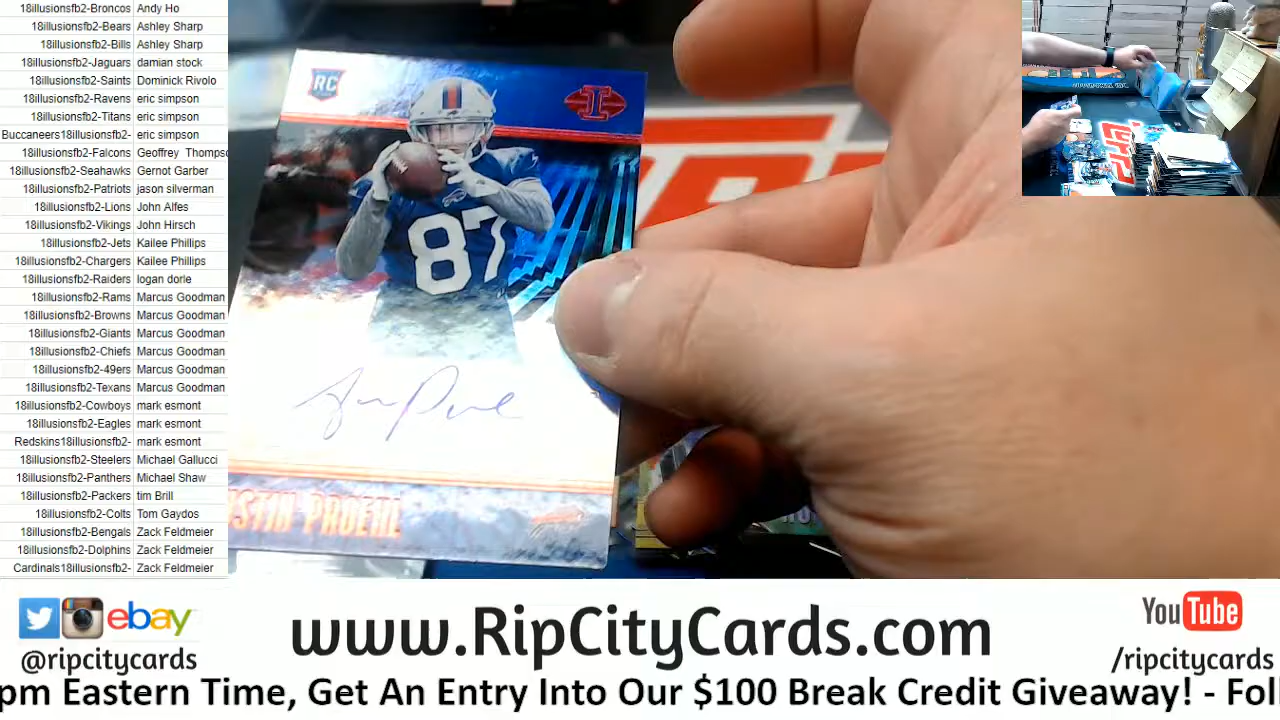 18illusionsfb2-Broncos Andy Ho
18illusionsfb2-Bears Ashley Sharp
18illusionsfb2-Bills Ashley Sharp
18illusionsfb2-Jaguars damian stock
18illusionsfb2-Saints Dominick Rivolo
18illusionsfb2-Ravens eric simpson
18illusionsfb2-Titans eric simpson
Buccaneers18illusionsfb2- eric simpson
18illusionsfb2-Falcons Geoffrey Thompsc
18illusionsfb2-Seahawks Gernot Garber
18illusionsfb2-Patriots jason silverman
18illusionsfb2-Lions John Alfes
18illusionsfb2-Vikings John Hirsch
18illusionsfb2-Jets Kailee Phillips
18illusionsfb2-Chargers Kailee Phillips
18illusionsfb2-Raiders logan dorle
18illusionsfb2-Rams Marcus Goodman
18illusionsfb2-Browns Marcus Goodman
18illusionsfb2-Giants Marcus Goodman
18illusionsfb2-Chiefs Marcus Goodman
18illusionsfb2-49ers Marcus Goodman
18illusionsfb2-Texans Marcus Goodman
18illusionsfb2-Cowboys mark esmont
18illusionsfb2-Eagles mark esmont
Redskins18illusionsfb2- mark esmont
18illusionsfb2-Steelers Michael Gallucci
18illusionsfb2-Panthers Michael Shaw
18illusionsfb2-Packers tim Brill
18illusionsfb2-Colts Tom Gaydos
18illusionsfb2-Bengals Zack Feldmeier
18illusionsfb2-Dolphins Zack Feldmeier
Cardinals18illusionsfb2- Zack Feldmeier
RC
I
87
USTIN PROEHL
ebay
@ripcitycards
www.RipCityCards.com
YouTube
/ripcitycards
pm Eastern Time, Get An Entry Into Our $100 Break Credit Giveaway! - Foll